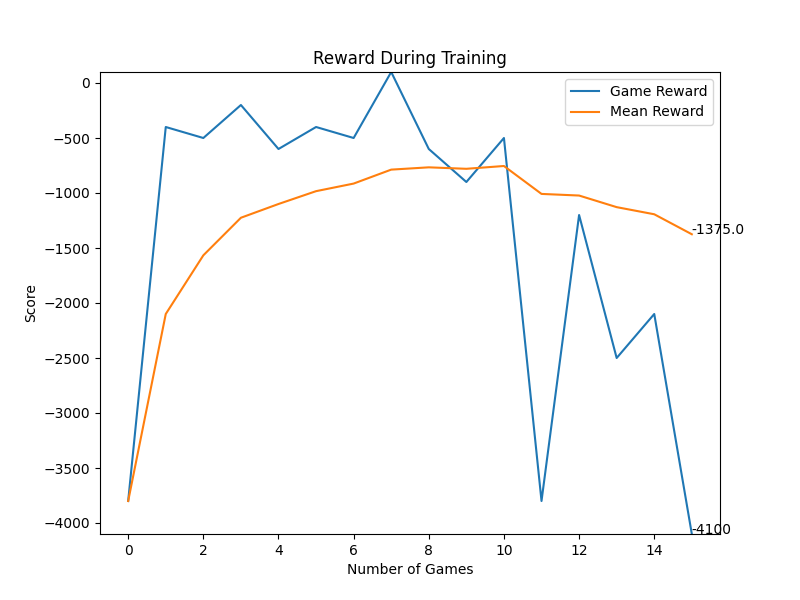 Reward During Training
Game Reward
Mean Reward
Score
0
−500
−1000
−1500
−2000
−2500
−3000
−3500
−4000
-1375.0
-4100
0 2 4 6 8 10 12 14
Number of Games